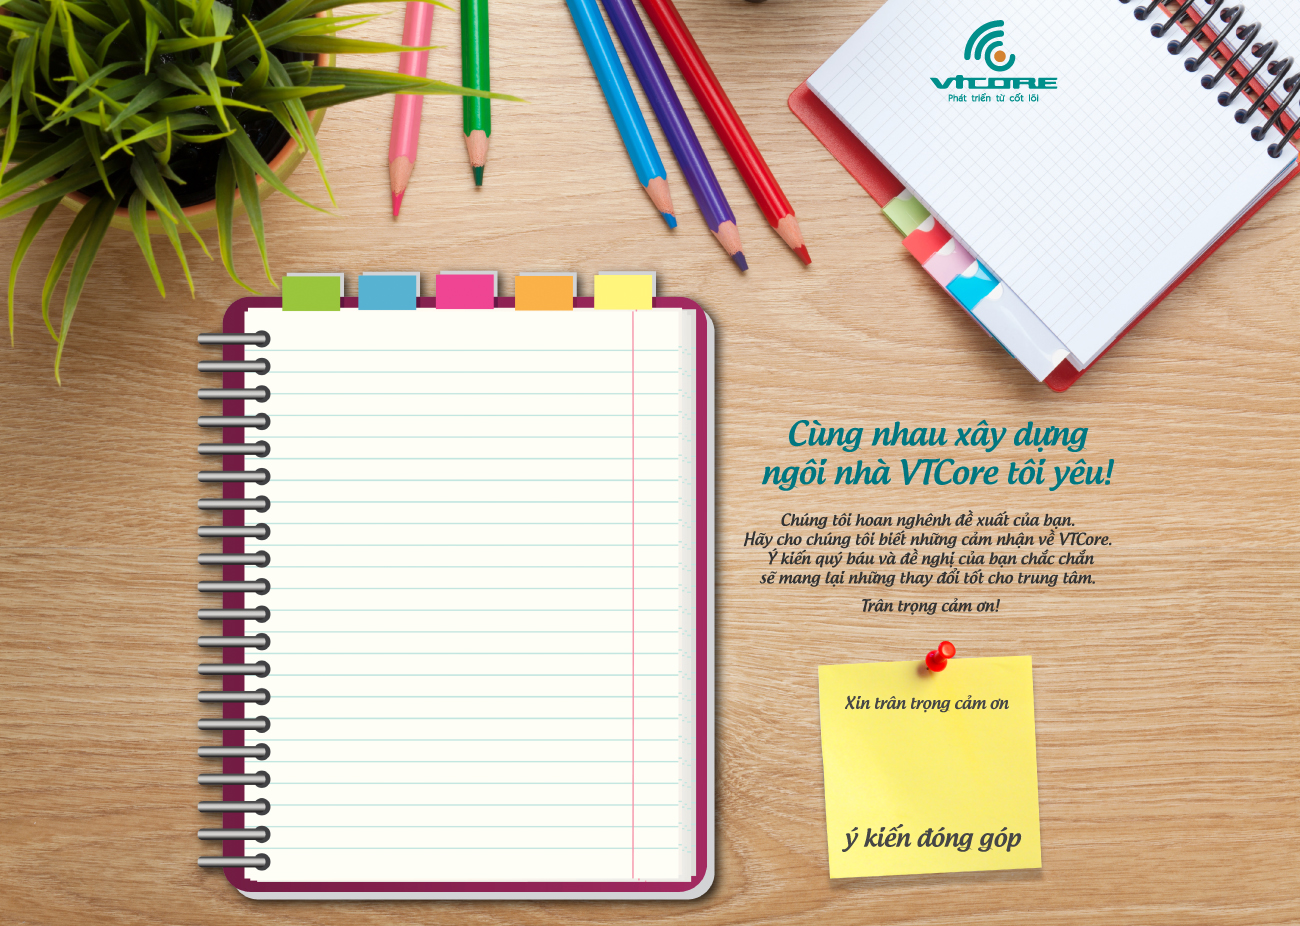 VTCORE
Phát triển từ cốt lõi
Cùng nhau xây dựng
ngôi nhà VTCore tôi yêu!
Chúng tôi hoan nghênh đề xuất của bạn.
Hãy cho chúng tôi biết những cảm nhận về VTCore.
Ý kiến quý báu và đề nghị của bạn chắc chắn
sẽ mang lại những thay đổi tốt cho trung tâm.
Trân trọng cảm ơn!
Xin trân trọng cảm ơn
ý kiến đóng góp